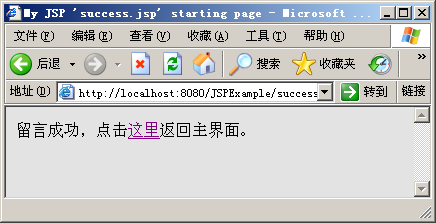 My JSP 'success.jsp' starting page - Microsoft ...
文件(F) 编辑(E) 查看(V) 收藏(A) 工具(T) 帮助(H)
后退 搜索 收藏夹 »
地址(D) http://localhost:8080/JSPExample/success 转到 链接
留言成功，点击这里返回主界面。